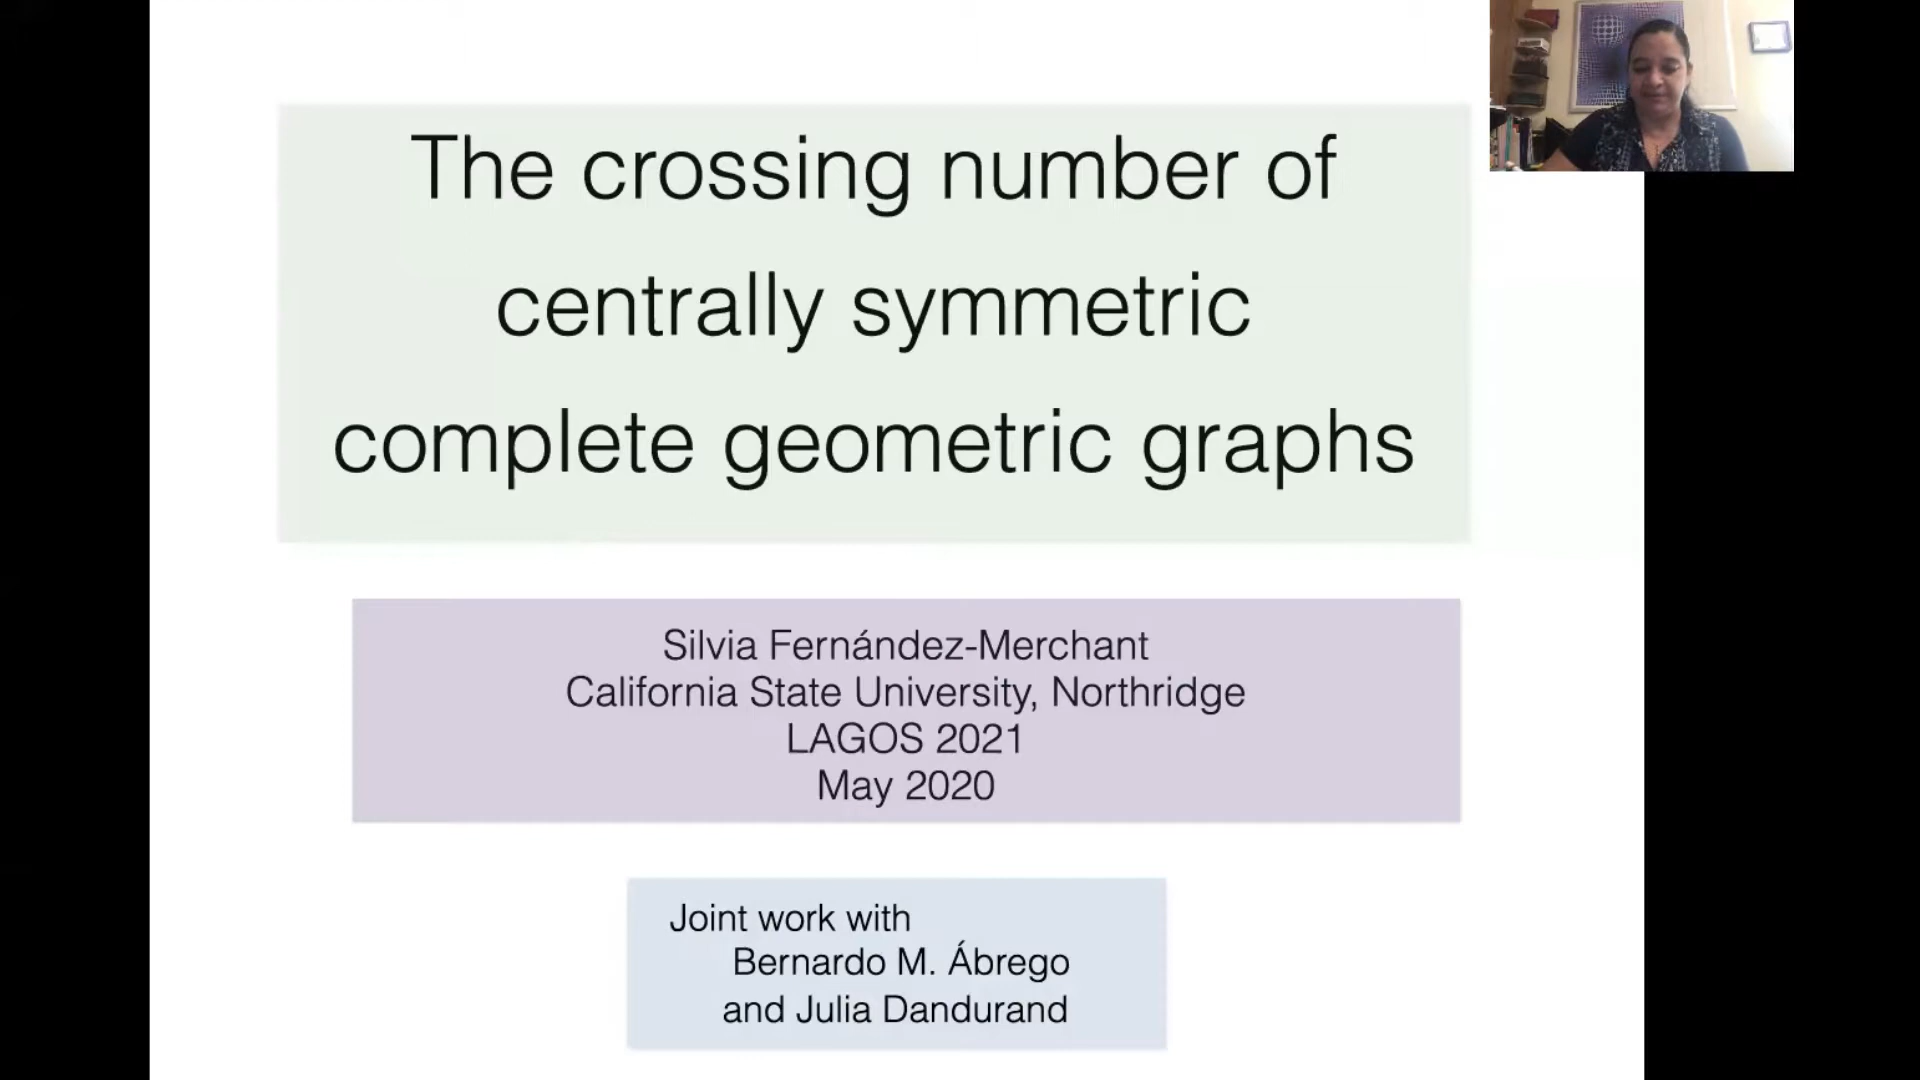 The crossing number of
centrally symmetric
complete geometric graphs
Silvia Fernández-Merchant
California State University, Northridge
LAGOS 2021
May 2020
Joint work with
Bernardo M. Ábrego
and Julia Dandurand